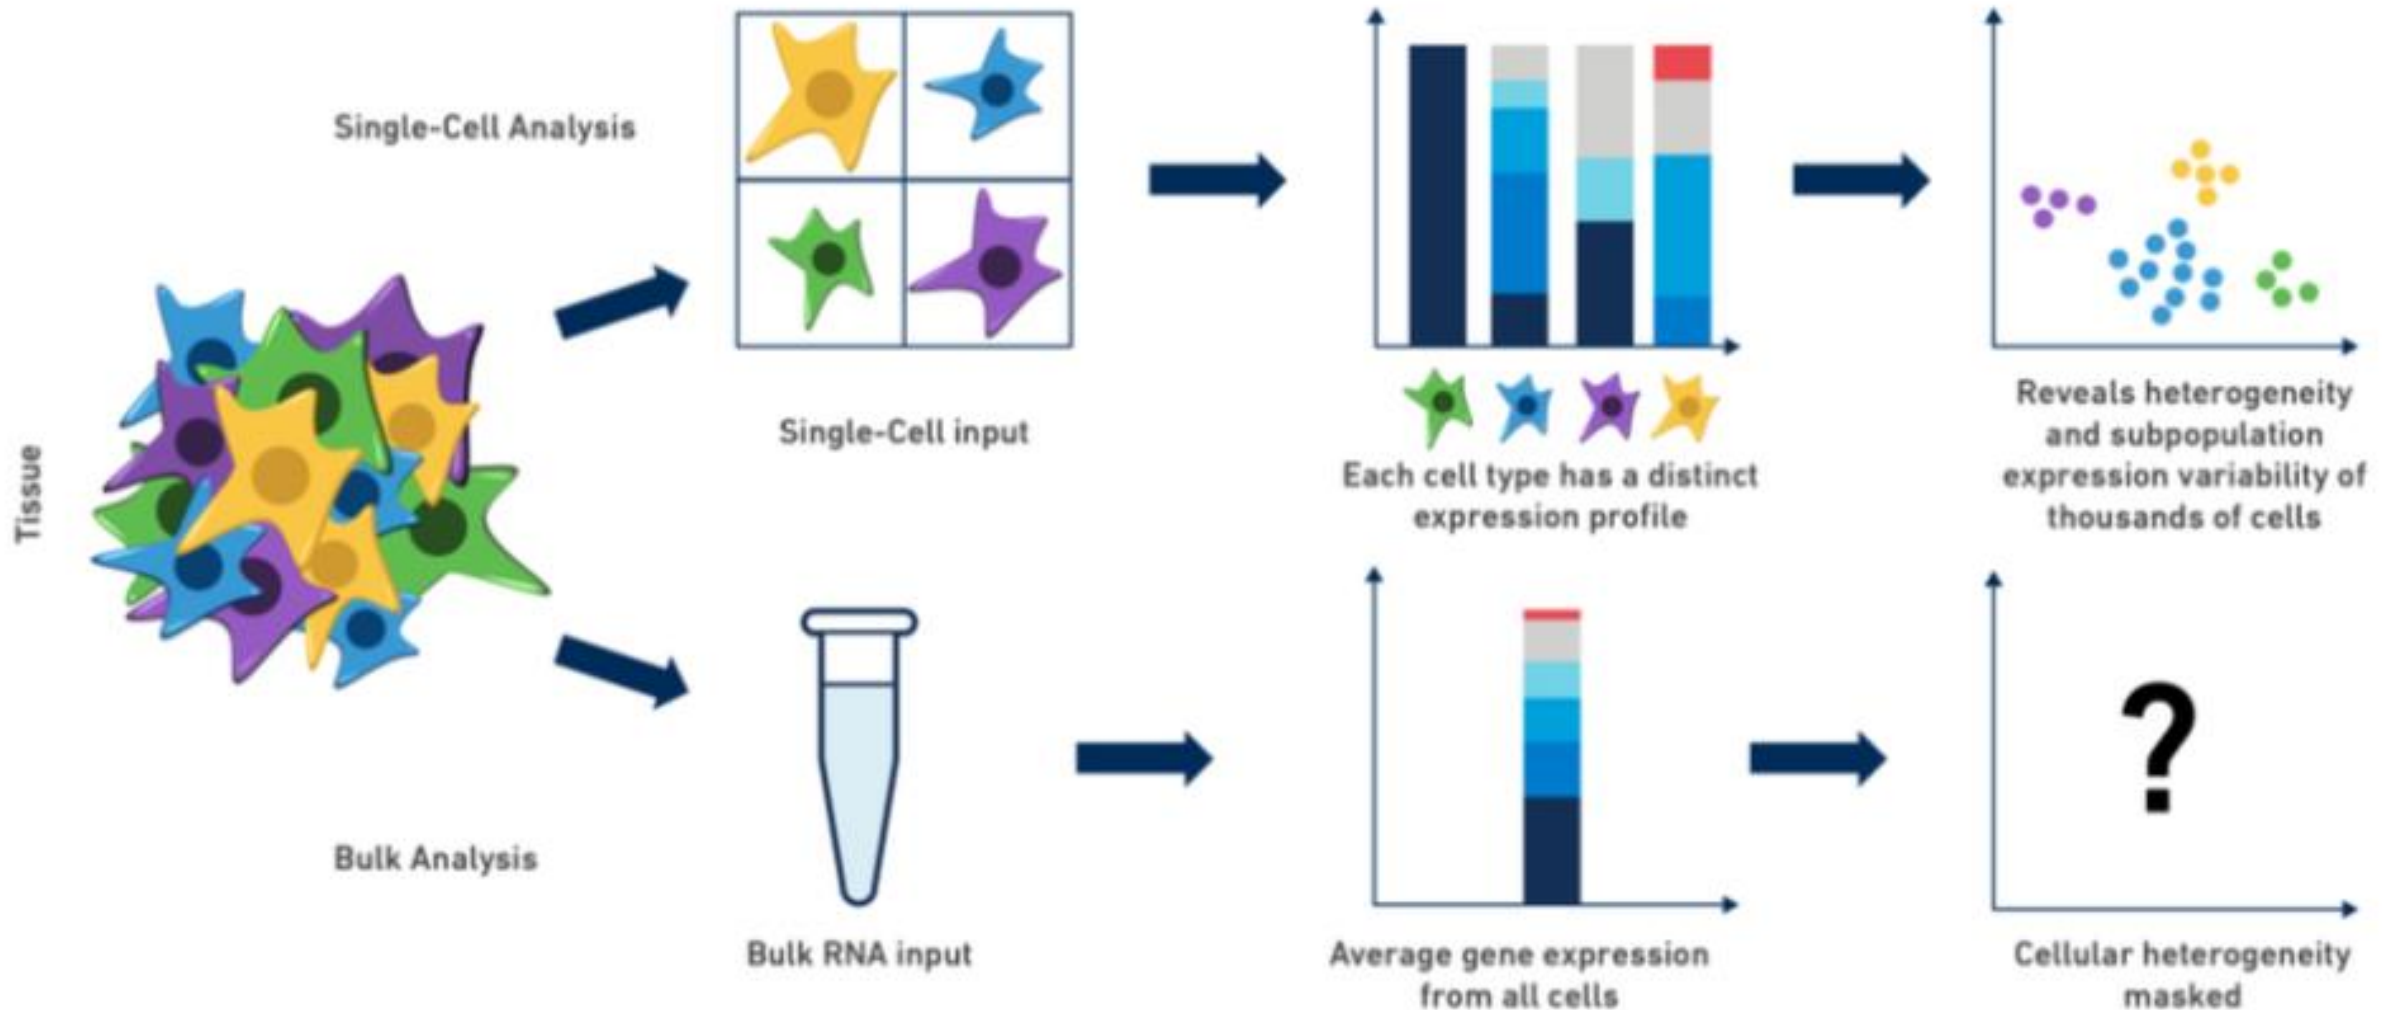 Single-Cell Analysis
Single-Cell input
Each cell type has a distinct
expression profile
Reveals heterogeneity
and subpopulation
expression variability of
thousands of cells
Tissue
Bulk Analysis
Bulk RNA input
Average gene expression
from all cells
?
Cellular heterogeneity
masked